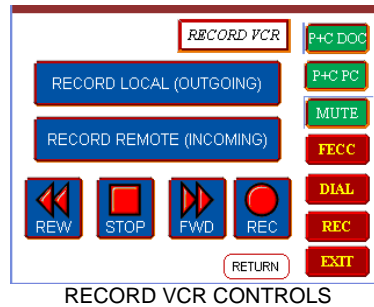 RECORD VCR
P+C DOC
RECORD LOCAL (OUTGOING)
P+C PC
MUTE
RECORD REMOTE (INCOMING)
FECC
DIAL
REW
STOP
FWD
REC
REC
RETURN
EXIT
RECORD VCR CONTROLS